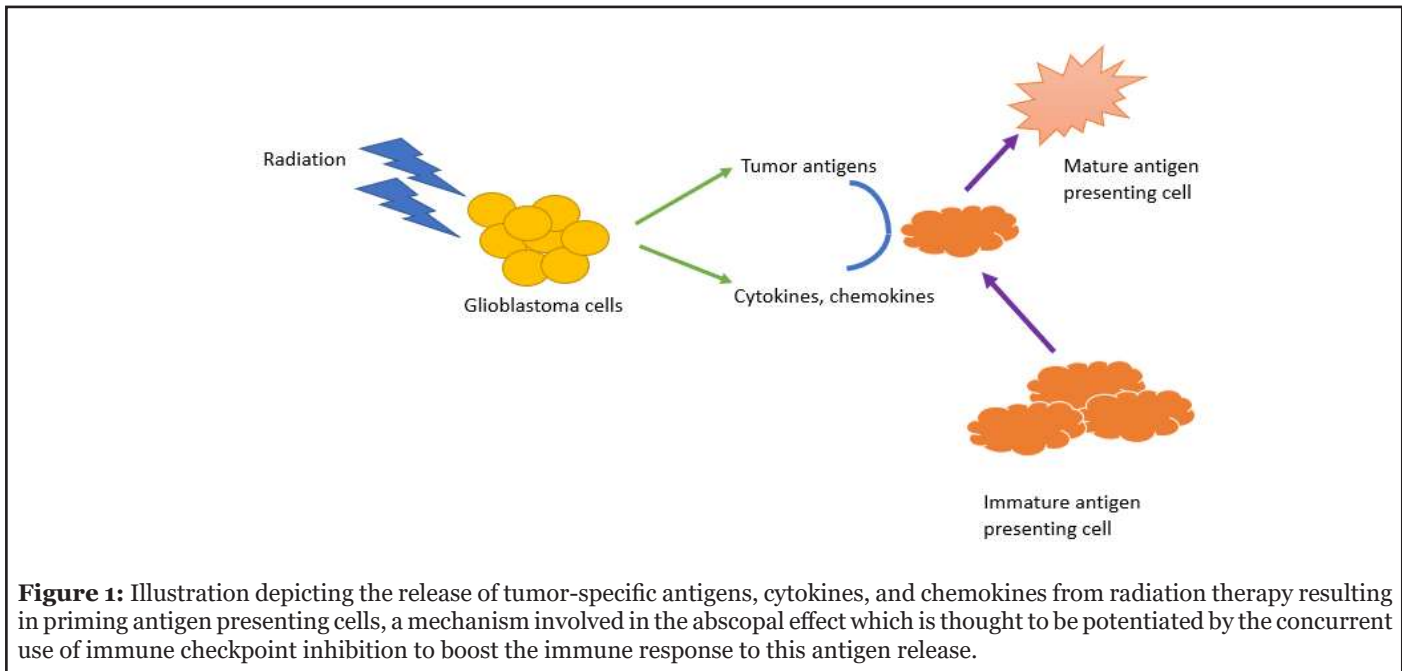 Radiation
Glioblastoma cells
Tumor antigens
Cytokines, chemokines
Mature antigen
presenting cell
Immature antigen
presenting cell
Figure 1: Illustration depicting the release of tumor-specific antigens, cytokines, and chemokines from radiation therapy resulting
in priming antigen presenting cells, a mechanism involved in the abscopal effect which is thought to be potentiated by the concurrent
use of immune checkpoint inhibition to boost the immune response to this antigen release.